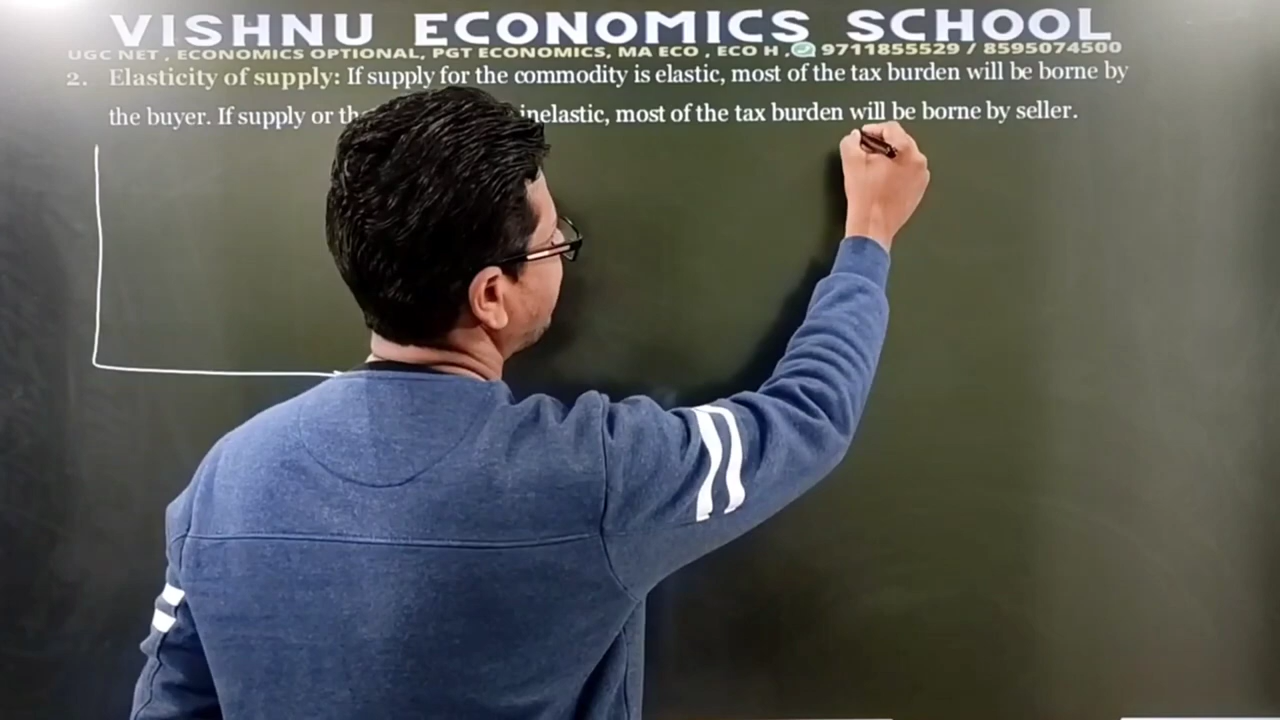 VISHNU ECONOMICS SCHOOL
UGC NET , ECONOMICS OPTIONAL, PGT ECONOMICS, MA ECO , ECO H , 9711855529 / 8595074500
2. Elasticity of supply: If supply for the commodity is elastic, most of the tax burden will be borne by
the buyer. If supply or inelastic, most of the tax burden will be borne by seller.